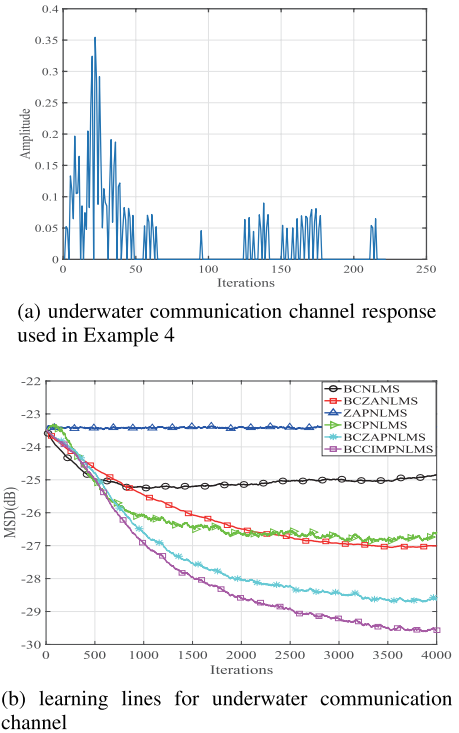 0.4
0.35
0.3
0.25
0.2
0.15
0.1
0.05
0
Amplitude
0 50 100 150 200 250
Iterations
(a) underwater communication channel response
used in Example 4
-22
-23
-24
-25
-26
-27
-28
-29
-30
MSD(dB)
BCNLMS
BCZANLMS
ZAPNLMS
BCPNLMS
BCZAPNLMS
BCCIMPNLMS
0 500 1000 1500 2000 2500 3000 3500 4000
Iterations
(b) learning lines for underwater communication
channel